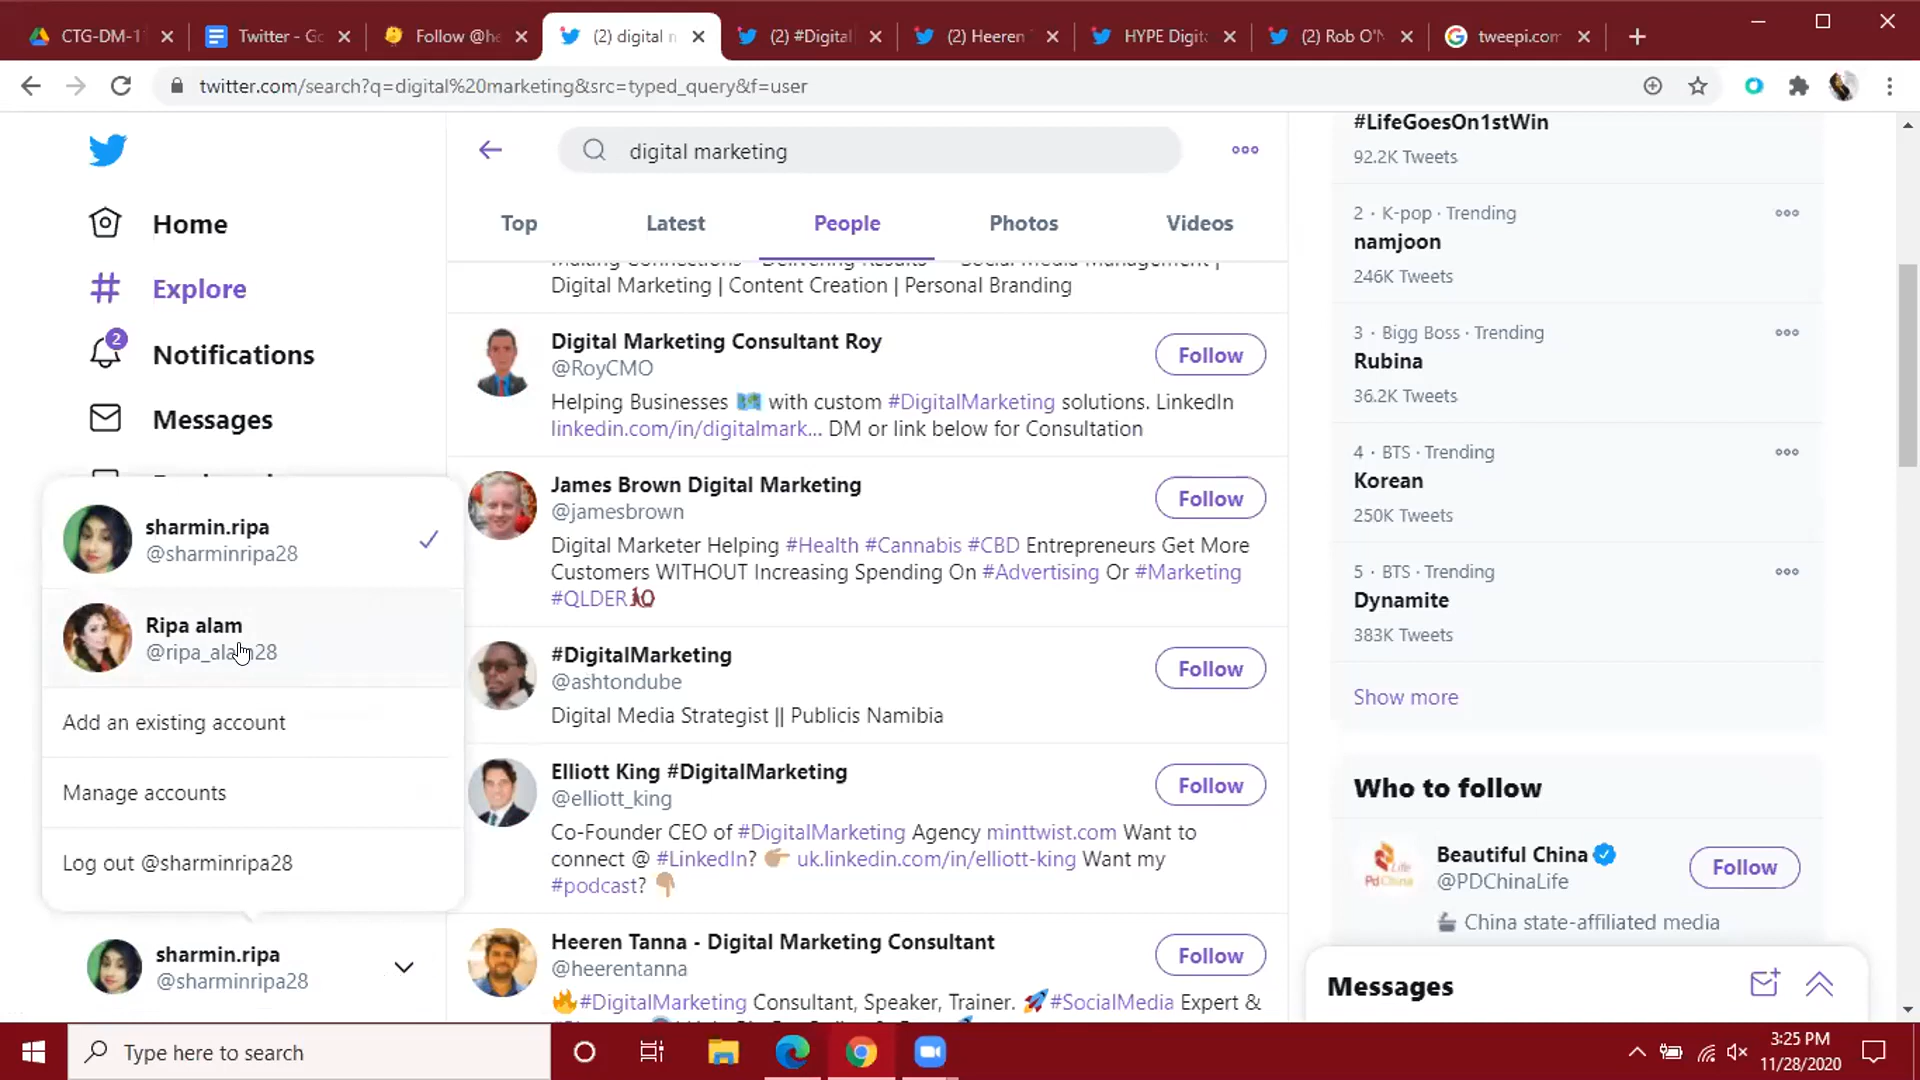 CTG-DM-1
Twitter - Go
Follow @he
(2) digital n
(2) #Digital
(2) Heeren
HYPE Digit
(2) Rob O'N
tweepi.com
twitter.com/search?q=digital%20marketing&src=typed_query&f=user
digital marketing
Home
Explore
2
Notifications
Messages
Top
Latest
People
Photos
Videos
Digital Marketing | Content Creation | Personal Branding
Digital Marketing Consultant Roy
@RoyCMO
Follow
Helping Businesses with custom #DigitalMarketing solutions. LinkedIn
linkedin.com/in/digitalmark... DM or link below for Consultation
James Brown Digital Marketing
@jamesbrown
Follow
Digital Marketer Helping #Health #Cannabis #CBD Entrepreneurs Get More
Customers WITHOUT Increasing Spending On #Advertising Or #Marketing
#QLDER
#DigitalMarketing
@ashtondube
Follow
Digital Media Strategist || Publicis Namibia
Elliott King #DigitalMarketing
@elliott_king
Follow
Co-Founder CEO of #DigitalMarketing Agency minttwist.com Want to
connect @ #LinkedIn? uk.linkedin.com/in/elliott-king Want my
#podcast?
Heeren Tanna - Digital Marketing Consultant
@heerentanna
Follow
#DigitalMarketing Consultant, Speaker, Trainer. #SocialMedia Expert &
sharmin.ripa
@sharminripa28
Ripa alam
Add an existing account
Manage accounts
Log out @sharminripa28
sharmin.ripa
@sharminripa28
#LifeGoesOn1stWin
92.2K Tweets
2 · K-pop · Trending
namjoon
246K Tweets
3 · Bigg Boss · Trending
Rubina
36.2K Tweets
4 · BTS · Trending
Korean
250K Tweets
5 · BTS · Trending
Dynamite
383K Tweets
Show more
Who to follow
Life
PdChina
Beautiful China
@PDChinaLife
Follow
China state-affiliated media
Messages
Type here to search
3:25 PM
11/28/2020